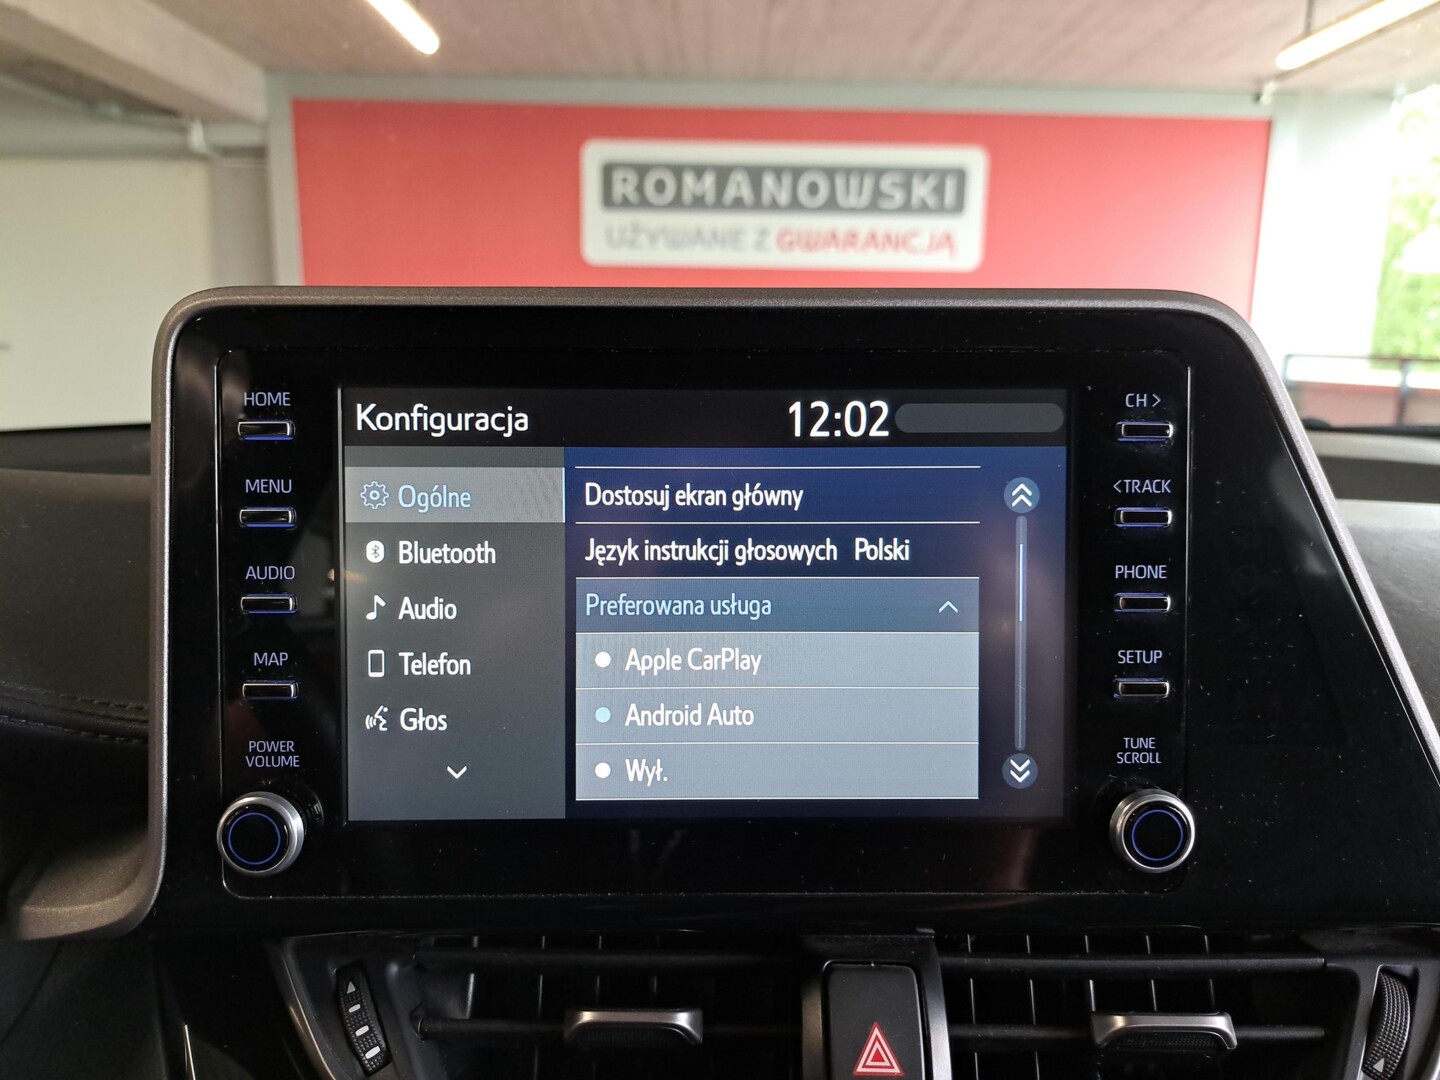 ROMANOWSKI
UŻYWANE Z GWARANCJĄ
HOME
MENU
AUDIO
MAP
POWER
VOLUME
Konfiguracja
12:02
Ogólne
Bluetooth
Audio
Telefon
Głos
Dostosuj ekran główny
Język instrukcji głosowych Polski
Preferowana usługa
Apple CarPlay
Android Auto
Wył.
CH >
< TRACK
PHONE
SETUP
TUNE
SCROLL